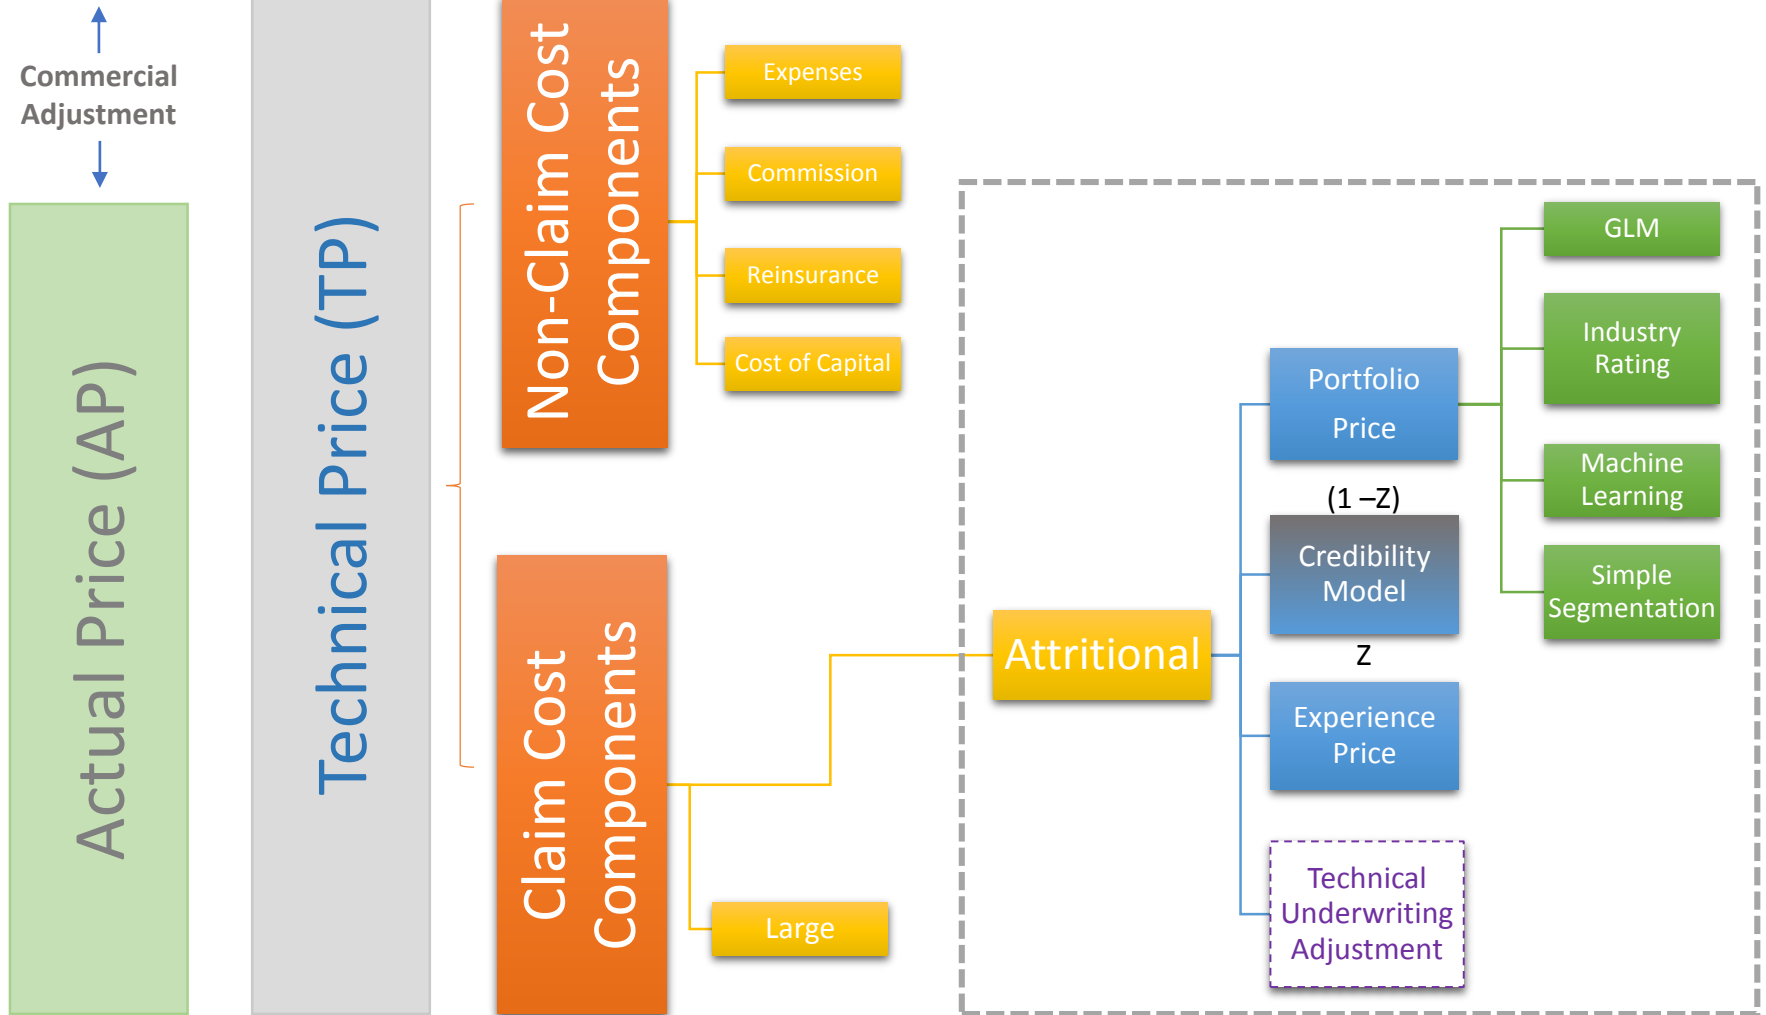 Commercial
Adjustment
Actual Price (AP)
Technical Price (TP)
Non-Claim Cost
Components
Expenses
Commission
Reinsurance
Cost of Capital
Claim Cost
Components
Large
Attritional
Portfolio
Price
(1 –Z)
Credibility
Model
Z
Experience
Price
Technical
Underwriting
Adjustment
GLM
Industry
Rating
Machine
Learning
Simple
Segmentation